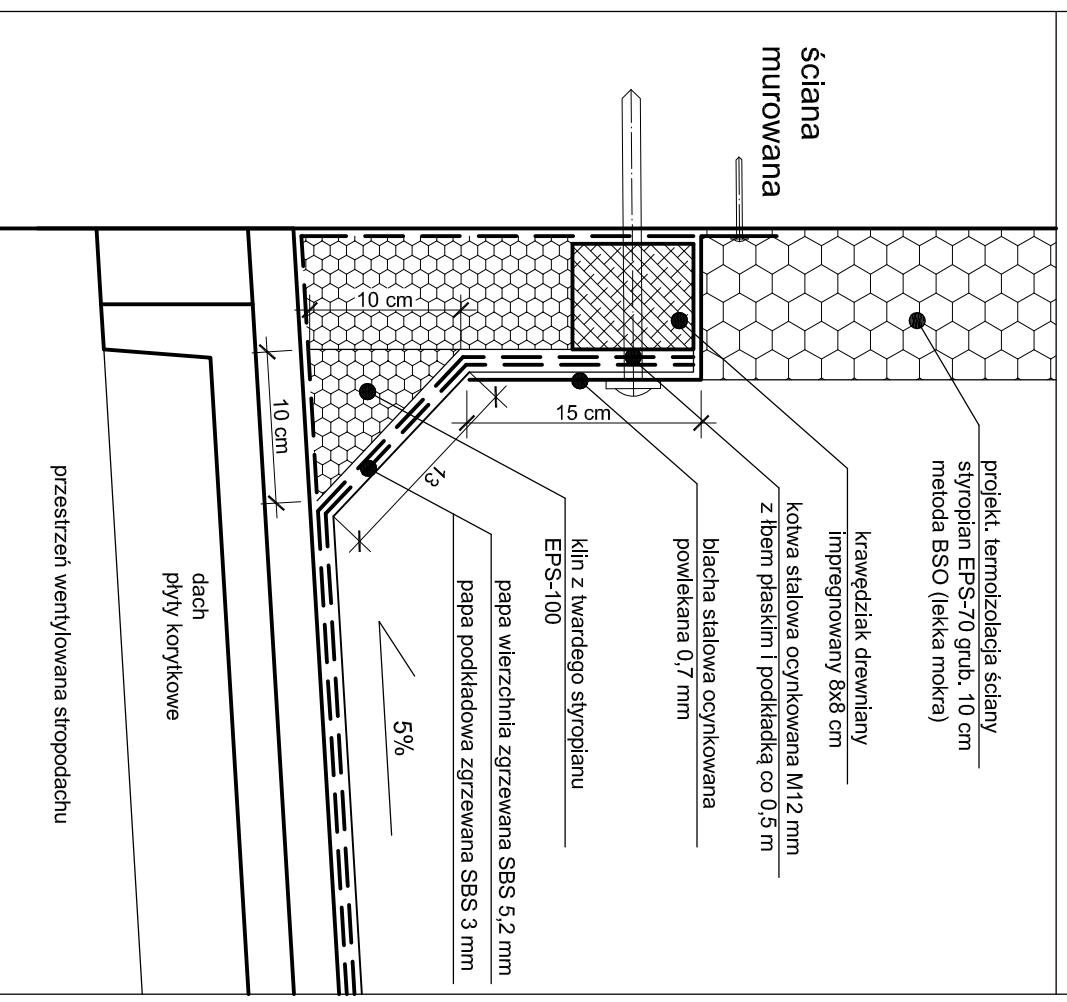 ściana
murowana
projekt. termoizolacja ściany
styropian EPS-70 grub. 10 cm
metoda BSO (lekka mokra)
krawędziak drewniany
impregnowany 8x8 cm
kotwa stalowa ocynkowana M12 mm
z łbem płaskim i podkładką co 0,5 m
blacha stalowa ocynkowana
powlekana 0,7 mm
klin z twardego styropianu
EPS-100
papa wierzchnia zgrzewana SBS 5,2 mm
papa podkładowa zgrzewana SBS 3 mm
10 cm
15 cm
13
10 cm
5%
dach
płyty korytkowe
przestrzeń wentylowana stropodachu